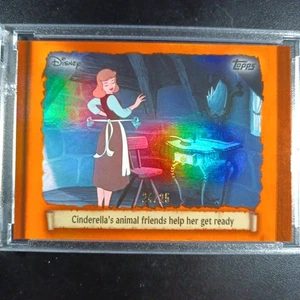 Disney
Topps
Cinderella's animal friends help her get ready